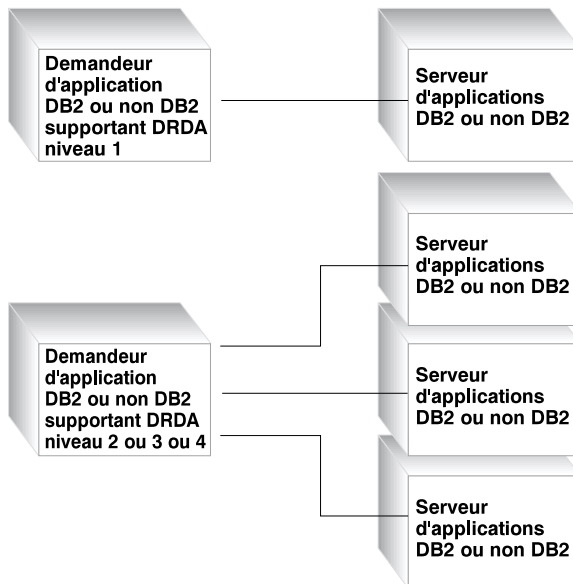 Demandeur
d'application
DB2 ou non DB2
supportant DRDA
niveau 1
Serveur
d'applications
DB2 ou non DB2
Serveur
d'applications
DB2 ou non DB2
Demandeur
d'application
DB2 ou non DB2
supportant DRDA
niveau 2 ou 3 ou 4
Serveur
d'applications
DB2 ou non DB2
Serveur
d'applications
DB2 ou non DB2